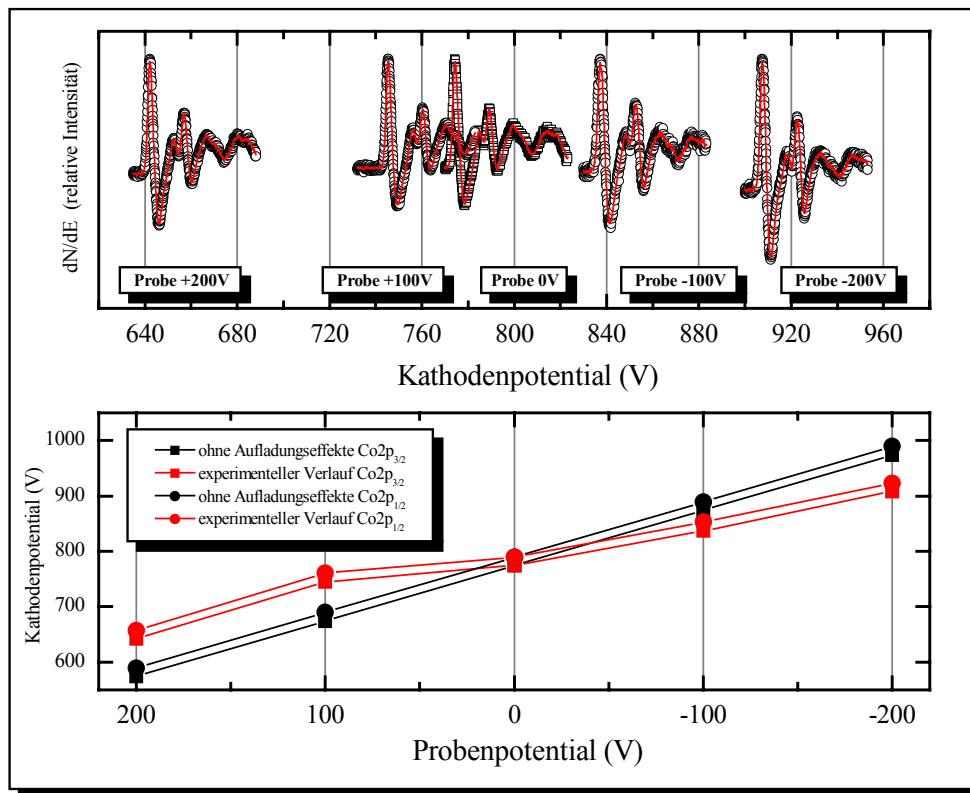 dN/dE (relative Intensität)
Probe +200V
Probe +100V
Probe 0V
Probe -100V
Probe -200V
640 680 720 760 800 840 880 920 960
Kathodenpotential (V)
Kathodenpotential (V)
1000
900
800
700
600
ohne Aufladungseffekte Co2p3/2
experimenteller Verlauf Co2p3/2
ohne Aufladungseffekte Co2p1/2
experimenteller Verlauf Co2p1/2
200 100 0 -100 -200
Probenpotential (V)